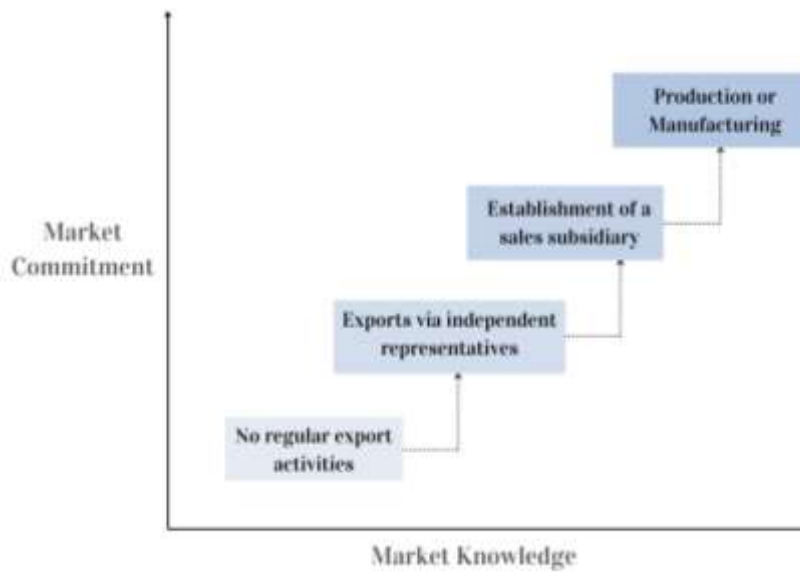 Production or
Manufacturing
Establishment of a
sales subsidiary
Market
Commitment
Exports via independent
representatives
No regular export
activities
Market Knowledge